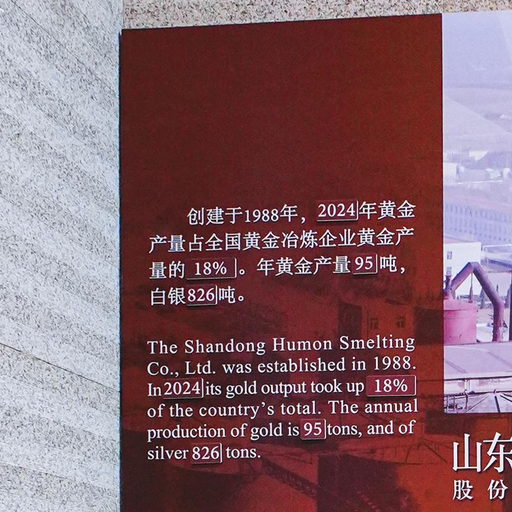 创建于1988年，2024年黄金
产量占全国黄金冶炼企业黄金产
量的 18% 。年黄金产量 95 吨，
白银826吨。
The Shandong Humon Smelting
Co., Ltd. was established in 1988.
In 2024 its gold output took up 18%
of the country's total. The annual
production of gold is 95 tons, and of
silver 826 tons.
山东
股份